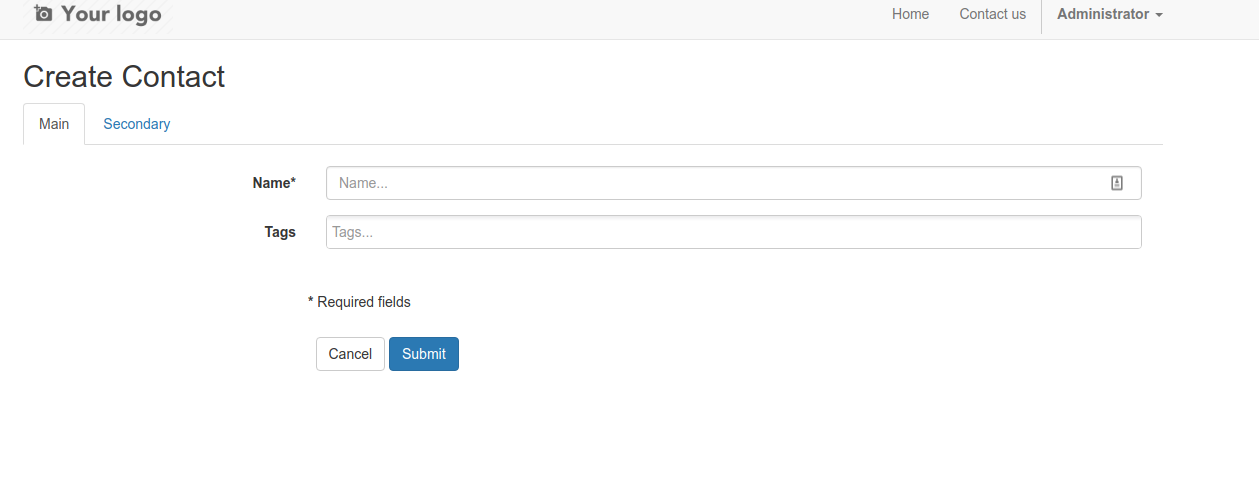 Your logo
Home Contact us Administrator
Create Contact
Main Secondary
Name* Name...
Tags Tags...
* Required fields
Cancel Submit